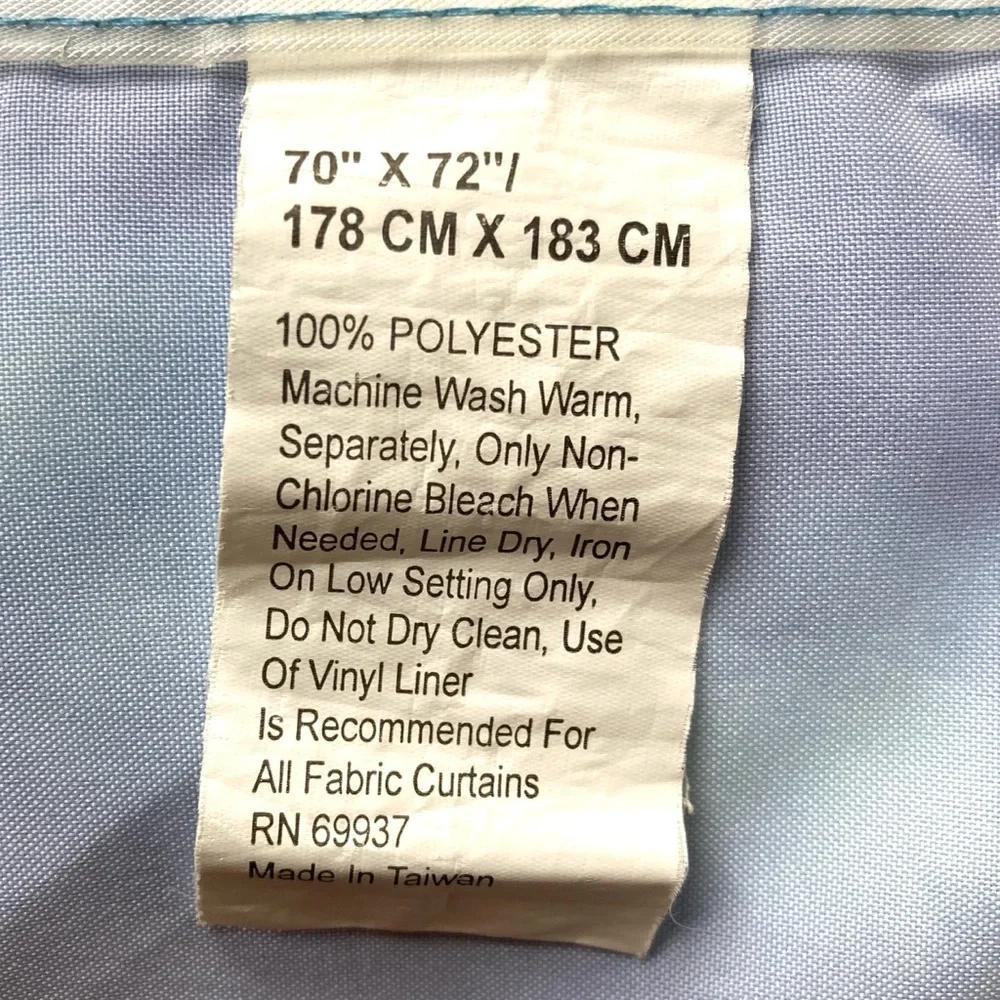 70" X 72"/
178 CM X 183 CM
100% POLYESTER
Machine Wash Warm,
Separately, Only Non-
Chlorine Bleach When
Needed, Line Dry, Iron
On Low Setting Only,
Do Not Dry Clean, Use
Of Vinyl Liner
Is Recommended For
All Fabric Curtains
RN 69937
Made In Taiwan